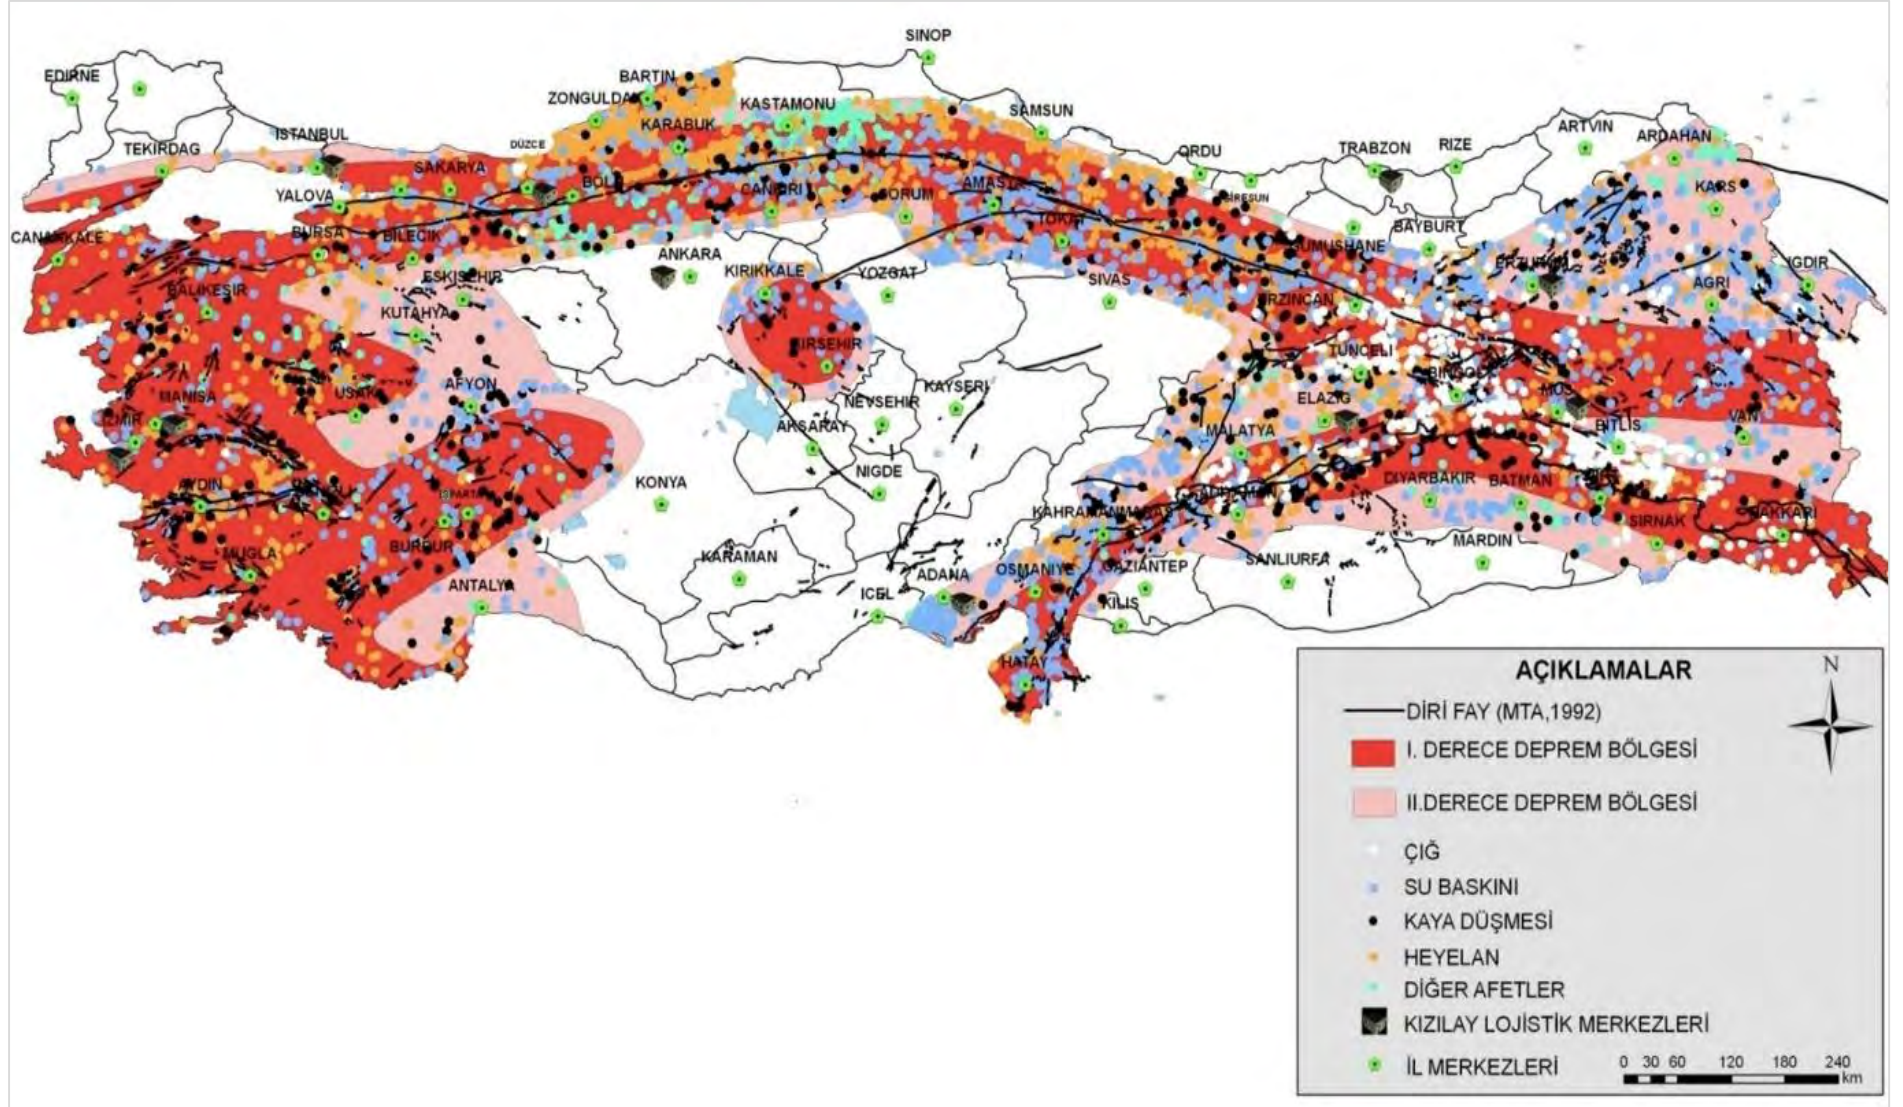 SINOP
EDIRNE
BARTIN
ZONGULDAK
KASTAMONU
SAMSUN
KARABUK
ISTANBUL
DÜZCE
TEKIRDAG
SAKARYA
ORDU
TRABZON
RIZE
ARTVIN
ARDAHAN
YALOVA
BOLU
CANKIRI
CORUM
AMASYA
GIRESUN
KARS
CANAKKALE
BURSA
BILECIK
TOKAT
BAYBURT
GUMUSHANE
ANKARA
ESKISEHIR
KIRIKKALE
YOZGAT
SIVAS
ERZURUM
IGDIR
AGRI
BALIKESIR
KUTAHYA
ERZINCAN
KIRSEHIR
TUNCELI
BINGOL
MUS
USAK
AFYON
MANISA
IZMIR
NEVSEHIR
KAYSERI
ELAZIG
AKSARAY
MALATYA
BITLIS
VAN
NIGDE
KONYA
AYDIN
ISPARTA
DIYARBAKIR
BATMAN
ADIYAMAN
KAHRAMANMARAS
SIRNAK
HAKKARI
BURDUR
MUGLA
KARAMAN
MARDIN
ANTALYA
ADANA
OSMANIYE
GAZIANTEP
SANLIURFA
ICEL
KILIS
HATAY
AÇIKLAMALAR
N
DİRİ FAY (MTA,1992)
I. DERECE DEPREM BÖLGESİ
II.DERECE DEPREM BÖLGESİ
ÇIĞ
SU BASKINI
KAYA DÜŞMESİ
HEYELAN
DİĞER AFETLER
KIZILAY LOJİSTİK MERKEZLERİ
İL MERKEZLERİ
0 30 60 120 180 240
km